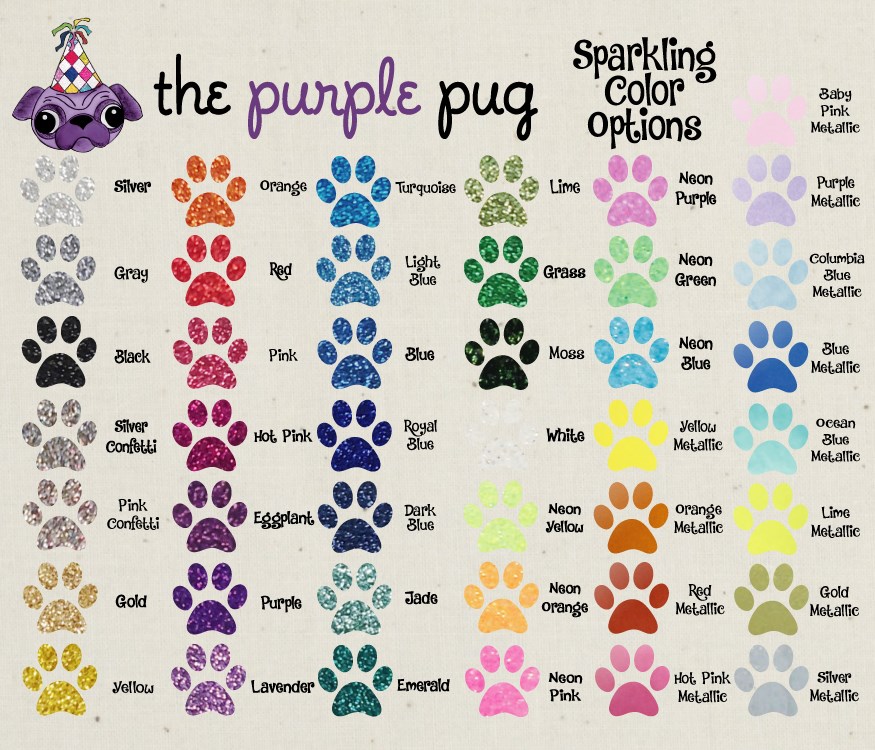 the purple pug
Sparkling
Color
Options
Baby
Pink
Metallic
Silver
Orange
Turquoise
Lime
Neon
Purple
Purple
Metallic
Gray
Red
Light
Blue
Grass
Neon
Green
Columbia
Blue
Metallic
Black
Pink
Blue
Moss
Neon
Blue
Blue
Metallic
Silver
Confetti
Hot Pink
Royal
Blue
White
Yellow
Metallic
Ocean
Blue
Metallic
Pink
Confetti
Eggplant
Dark
Blue
Neon
Yellow
Orange
Metallic
Lime
Metallic
Gold
Purple
Jade
Neon
Orange
Red
Metallic
Gold
Metallic
Yellow
Lavender
Emerald
Neon
Pink
Hot Pink
Metallic
Silver
Metallic